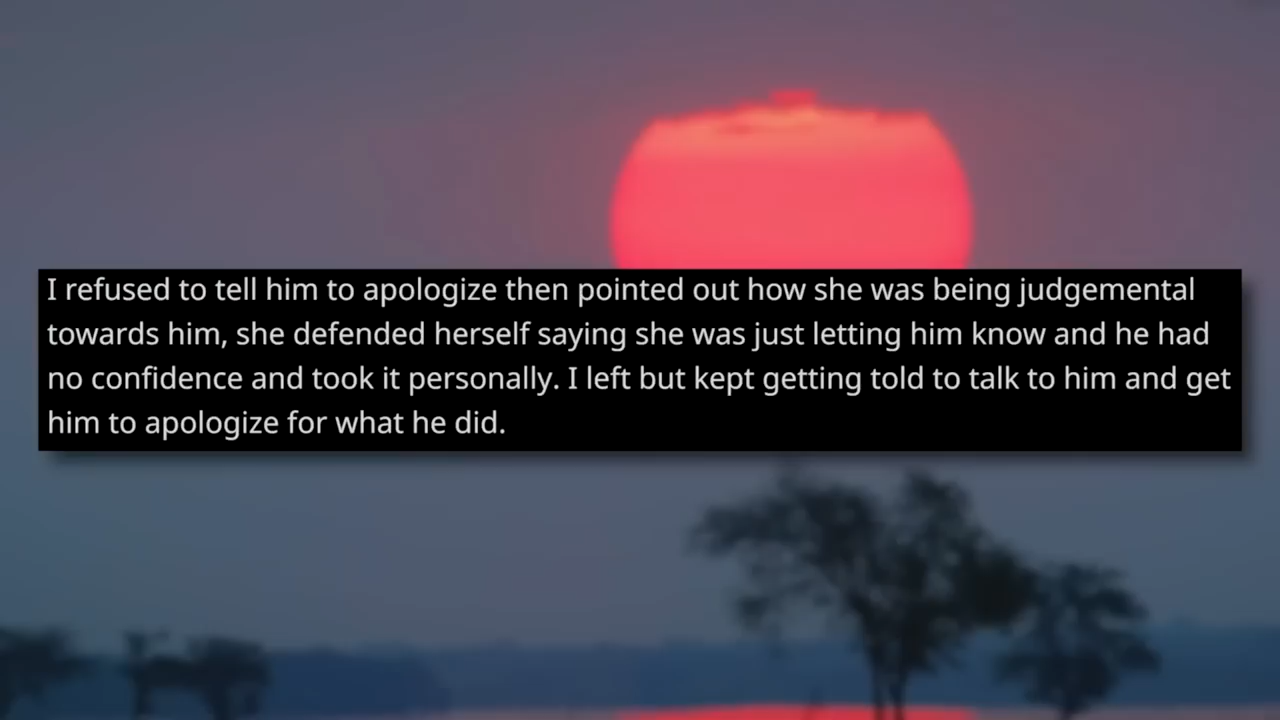 I refused to tell him to apologize then pointed out how she was being judgemental
towards him, she defended herself saying she was just letting him know and he had
no confidence and took it personally. I left but kept getting told to talk to him and get
him to apologize for what he did.